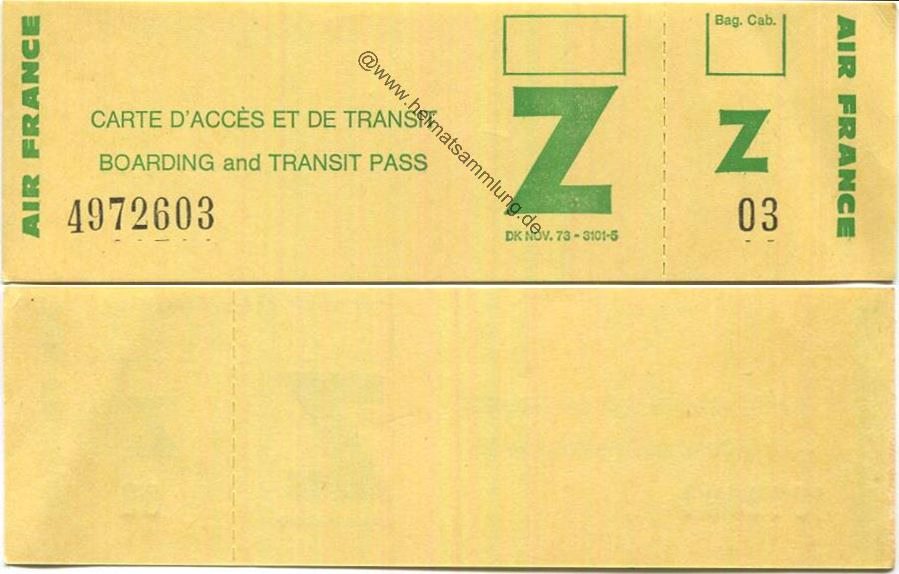 AIR FRANCE
CARTE D'ACCÈS ET DE TRANSIT
BOARDING and TRANSIT PASS
4972603
Z
DK NOV. 73 - 3101-5
Bag. Cab.
Z
03
AIR FRANCE
@www.heimatsammlung.de